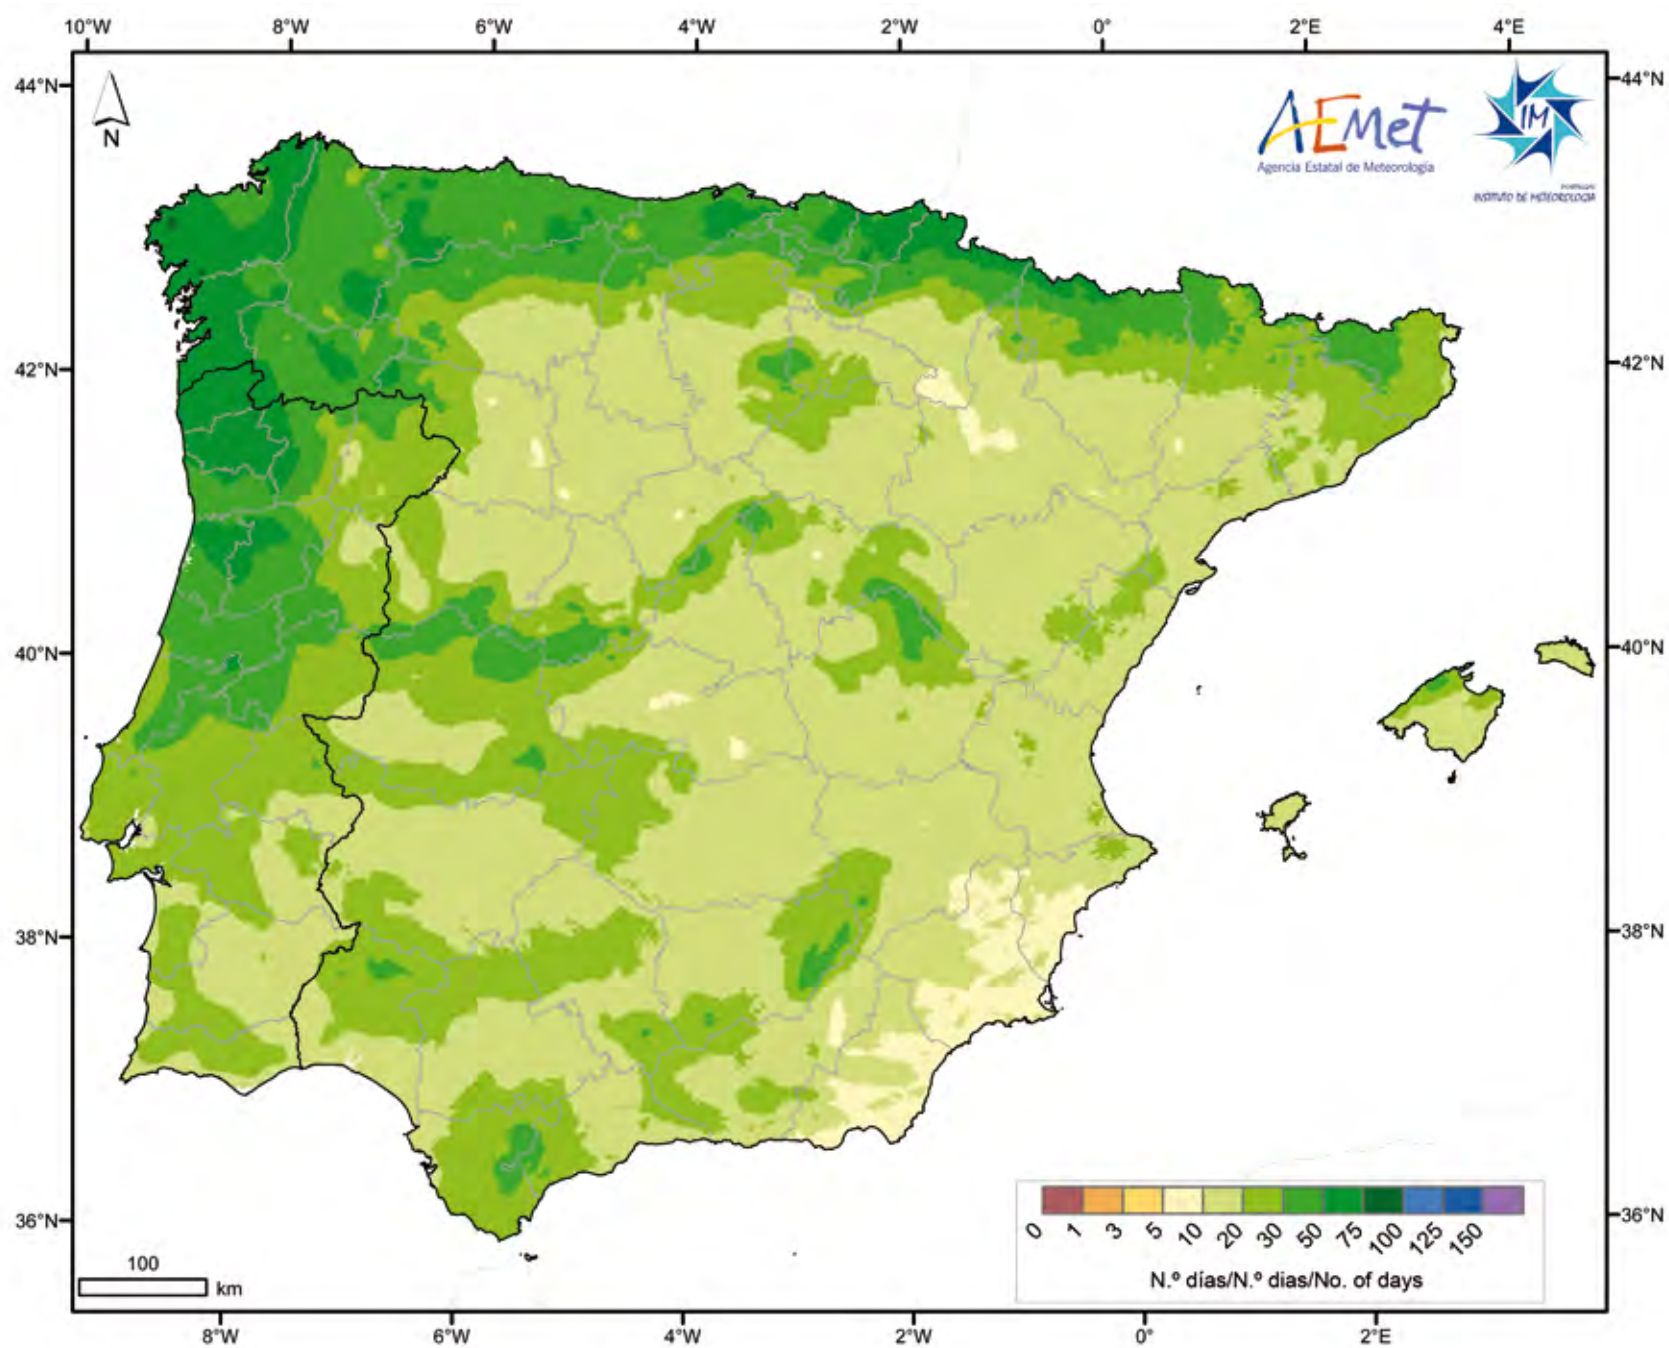 10°W 8°W 6°W 4°W 2°W 0° 2°E 4°E
44°N 44°N
N
AEMet
Agencia Estatal de Meteorología
IM
INSTITUTO DE METEOROLOGIA
42°N 42°N
40°N 40°N
38°N 38°N
36°N 36°N
0 1 3 5 10 20 30 50 75 100 125 150
N.º días/N.º dias/No. of days
100
km
8°W 6°W 4°W 2°W 0° 2°E